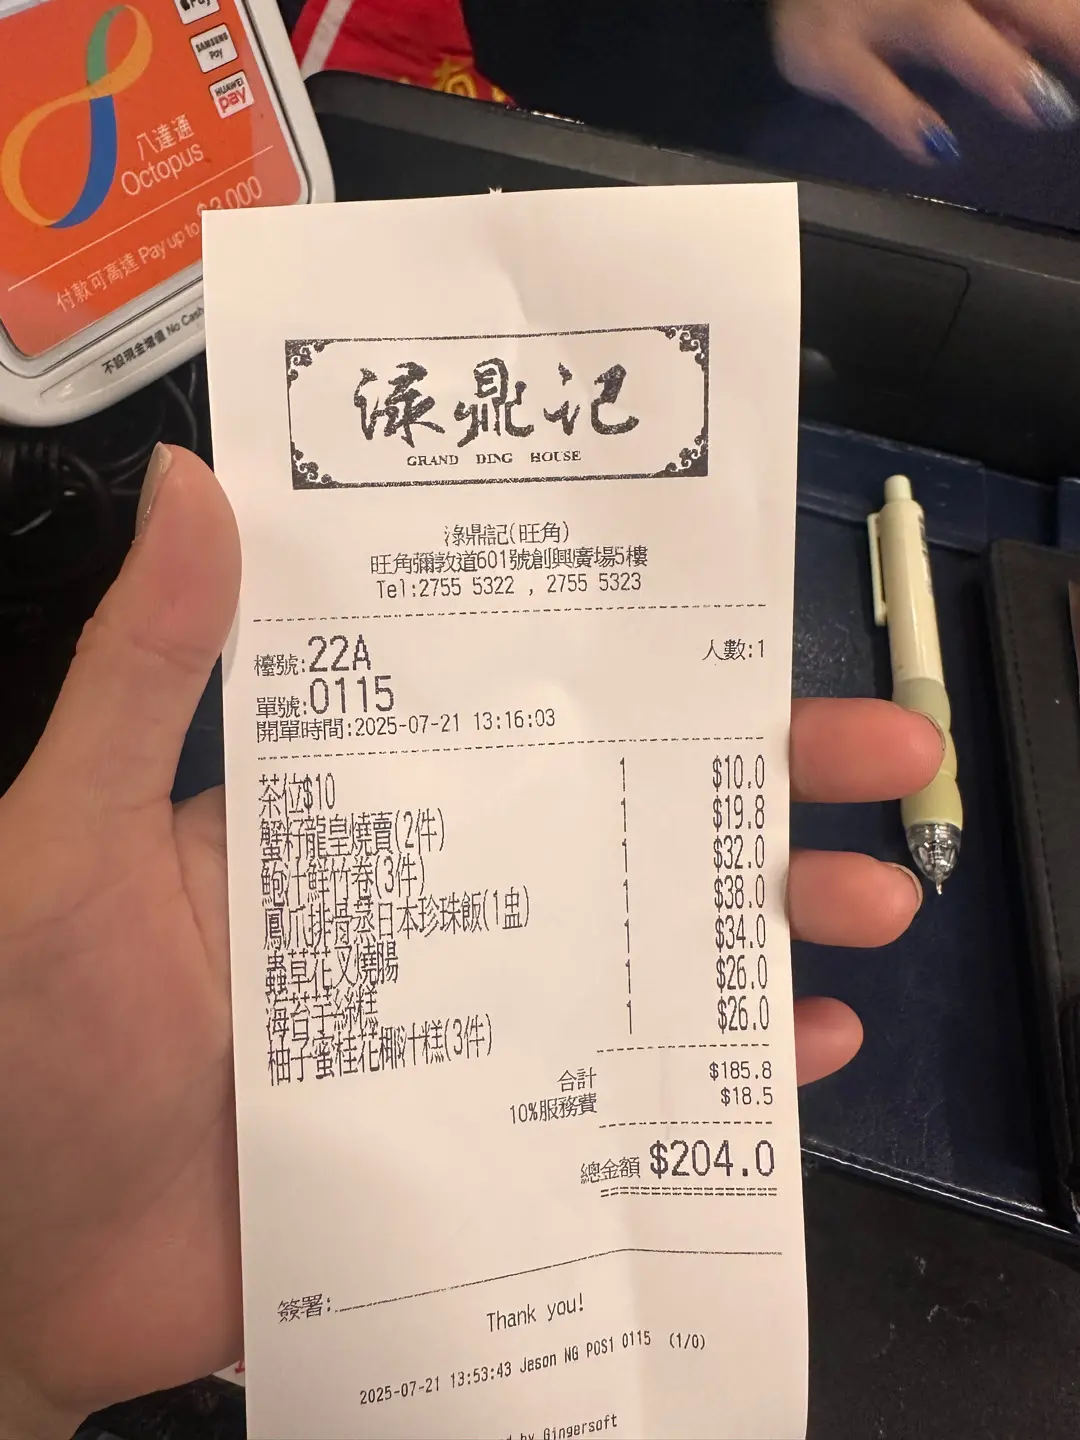 Pay
SAMSUNG
Pay
HUAWEI
pay
八達通
Octopus
付款可高達 Pay up to $3,000
不設現金增值 No Cash
渌鼎記
GRAND DING HOUSE
渌鼎記(旺角)
旺角彌敦道601號創興廣場5樓
Tel:2755 5322 , 2755 5323
檯號:22A 人數:1
單號:0115
開單時間:2025-07-21 13:16:03
茶位$10 1 $10.0
蟹籽龍皇燒賣(2件) 1 $19.8
鮑汁鮮竹卷(3件) 1 $32.0
鳳爪排骨蒸日本珍珠飯(1盅) 1 $38.0
蟲草花叉燒腸 1 $34.0
海苔芋絲糕 1 $26.0
柚子蜜桂花椰汁糕(3件) 1 $26.0
合計 $185.8
10%服務費 $18.5
總金額 $204.0
簽署:
Thank you!
2025-07-21 13:53:43 Jason NG POS1 0115 (1/0)
by Gingersoft